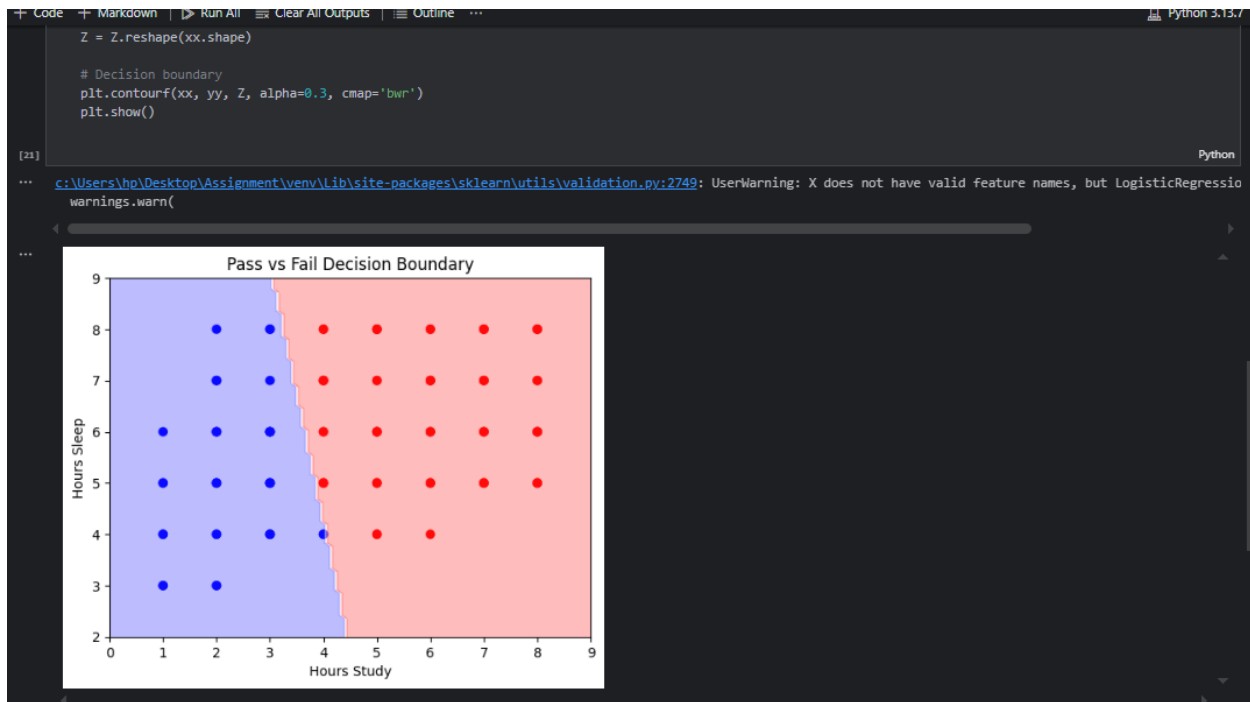 + Code + Markdown | Run All Clear All Outputs | Outline ... Python 3.13.7
Z = Z.reshape(xx.shape)
# Decision boundary
plt.contourf(xx, yy, Z, alpha=0.3, cmap='bwr')
plt.show()
[21] Python
... c:\Users\hp\Desktop\Assignment\venv\Lib\site-packages\sklearn\utils\validation.py:2749: UserWarning: X does not have valid feature names, but LogisticRegressio
warnings.warn(
...
Pass vs Fail Decision Boundary
9
8
7
6
5
4
3
2
Hours Sleep
0 1 2 3 4 5 6 7 8 9
Hours Study